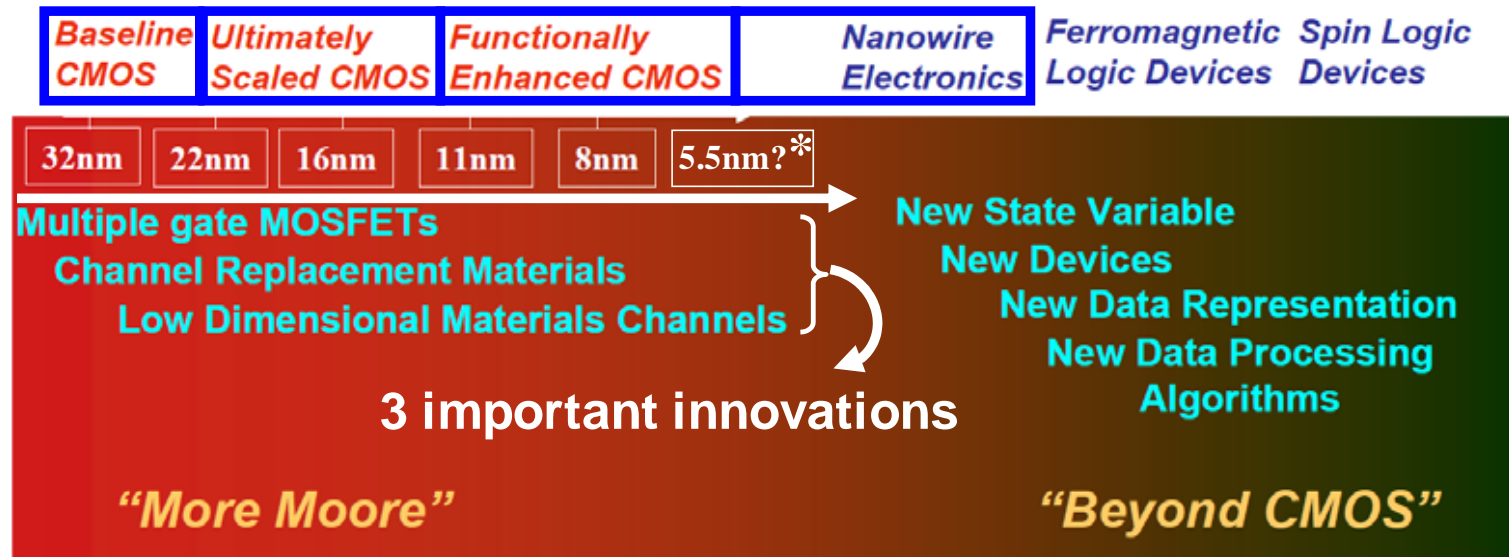 Baseline CMOS
Ultimately Scaled CMOS
Functionally Enhanced CMOS
Nanowire Electronics
Ferromagnetic Logic Devices
Spin Logic Devices
32nm
22nm
16nm
11nm
8nm
5.5nm?*
Multiple gate MOSFETs
Channel Replacement Materials
Low Dimensional Materials Channels
3 important innovations
New State Variable
New Devices
New Data Representation
New Data Processing
Algorithms
“More Moore”
“Beyond CMOS”